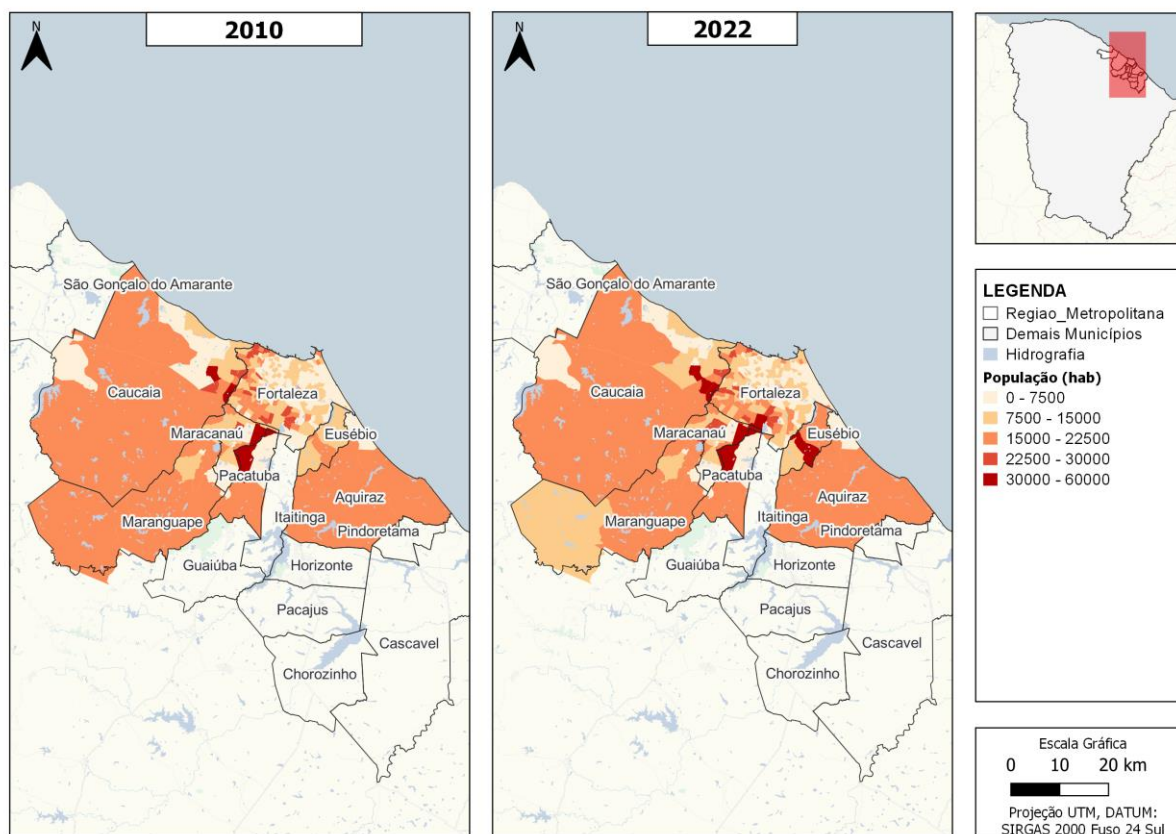 2010
N
São Gonçalo do Amarante
Caucaia
Fortaleza
Maracanaú
Eusébio
Pacatuba
Aquiraz
Maranguape
Itaitinga
Pindoretama
Guaiúba
Horizonte
Pacajus
Cascavel
Chorozinho
2022
N
São Gonçalo do Amarante
Caucaia
Fortaleza
Maracanaú
Eusébio
Pacatuba
Aquiraz
Maranguape
Itaitinga
Pindoretama
Guaiúba
Horizonte
Pacajus
Cascavel
Chorozinho
LEGENDA
Regiao_Metropolitana
Demais Municípios
Hidrografia
População (hab)
0 - 7500
7500 - 15000
15000 - 22500
22500 - 30000
30000 - 60000
Escala Gráfica
0 10 20 km
Projeção UTM, DATUM:
SIRGAS 2000 Fuso 24 Sul